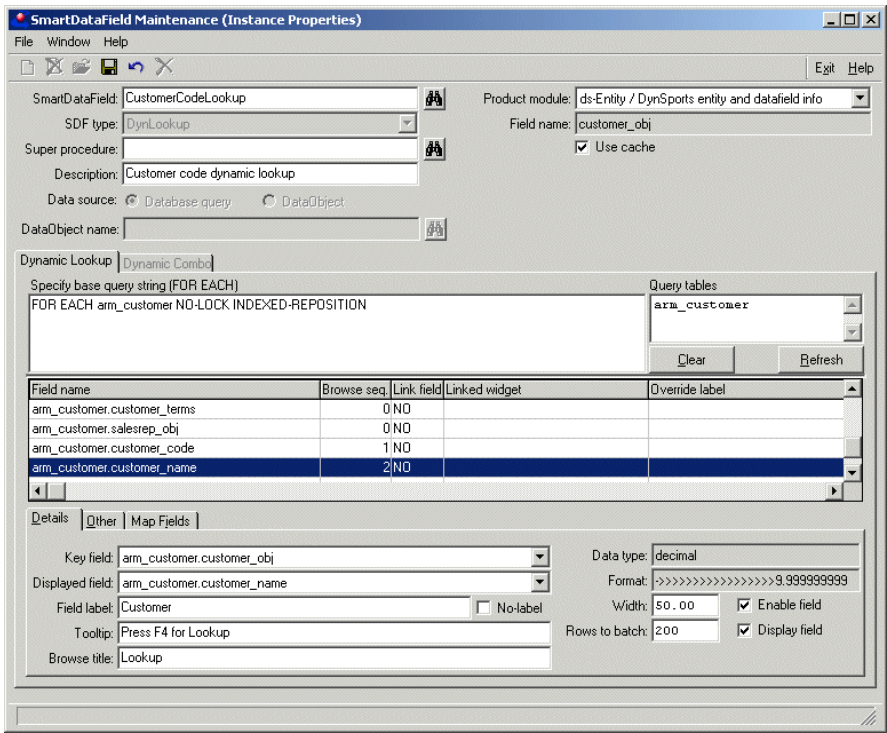 SmartDataField Maintenance (Instance Properties)
File Window Help
Exit Help
SmartDataField: CustomerCodeLookup Product module: ds-Entity / DynSports entity and datafield info
SDF type: DynLookup Field name: customer_obj
Super procedure: Use cache
Description: Customer code dynamic lookup
Data source: Database query DataObject
DataObject name:
Dynamic Lookup Dynamic Combo
Specify base query string (FOR EACH) Query tables
FOR EACH arm_customer NO-LOCK INDEXED-REPOSITION arm_customer
Clear Refresh
Field name Browse seq. Link field Linked widget Override label
arm_customer.customer_terms 0 NO
arm_customer.salesrep_obj 0 NO
arm_customer.customer_code 1 NO
arm_customer.customer_name 2 NO
Details Other Map Fields
Key field: arm_customer.customer_obj Data type: decimal
Displayed field: arm_customer.customer_name Format: ->>>>>>>>>>>>>>>>>9.999999999
Field label: Customer No-label Width: 50.00 Enable field
Tooltip: Press F4 for Lookup Rows to batch: 200 Display field
Browse title: Lookup